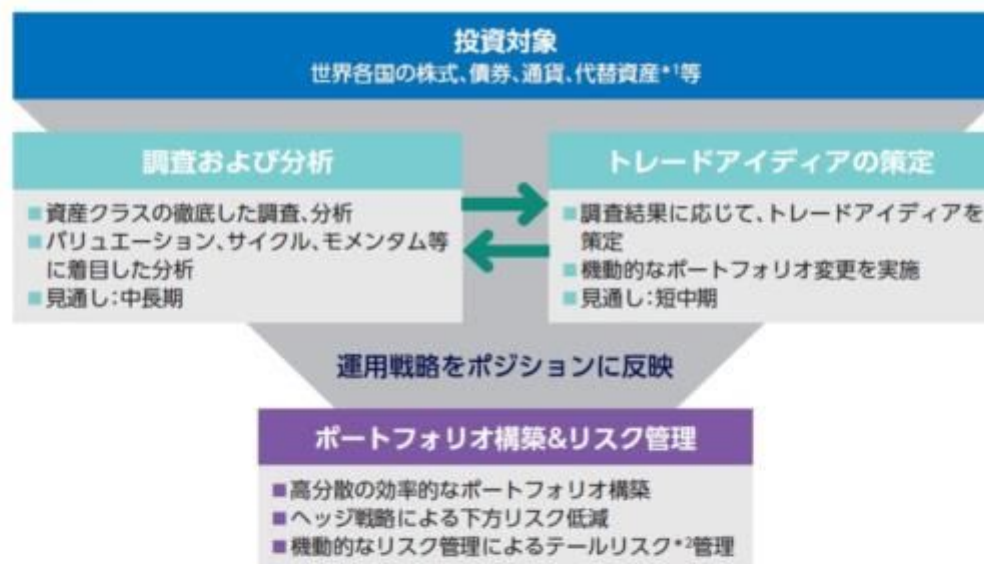 投資対象
世界各国の株式、債券、通貨、代替資産*1等
調査および分析
■資産クラスの徹底した調査、分析
■バリュエーション、サイクル、モメンタム等
に着目した分析
■見通し：中長期
トレードアイディアの策定
■調査結果に応じて、トレードアイディアを
策定
■機動的なポートフォリオ変更を実施
■見通し：短中期
運用戦略をポジションに反映
ポートフォリオ構築&リスク管理
■高分散の効率的なポートフォリオ構築
■ヘッジ戦略による下方リスク低減
■機動的なリスク管理によるテールリスク*2管理